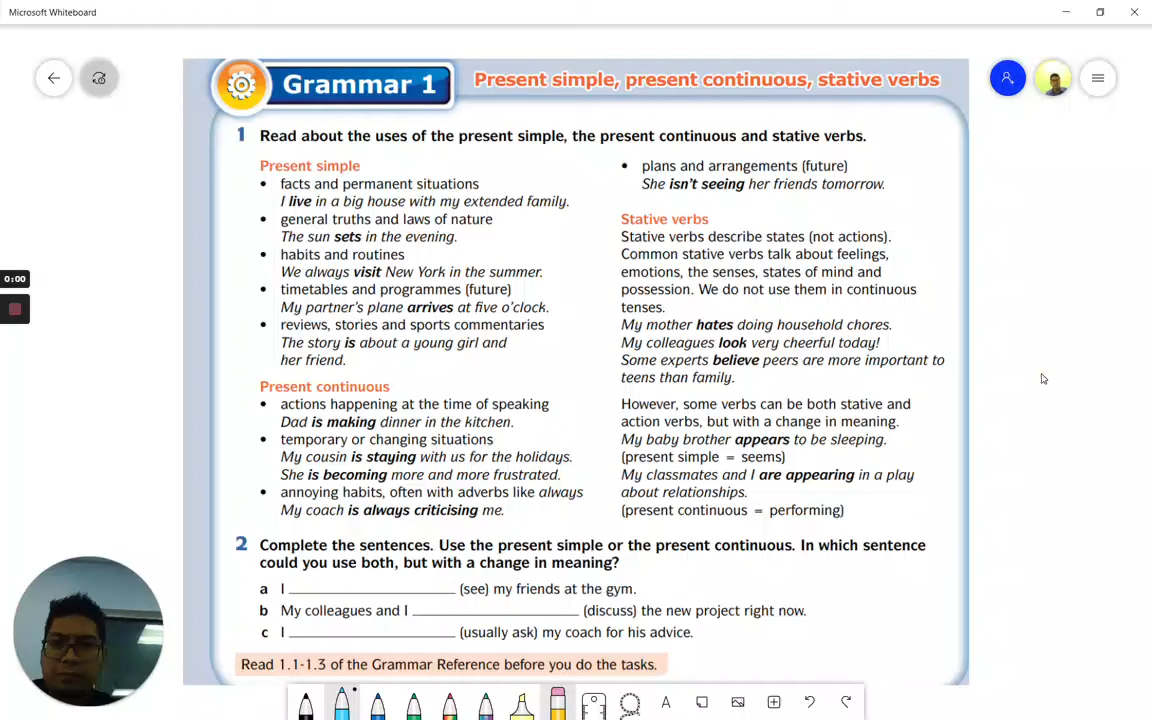 Microsoft Whiteboard
Grammar 1
Present simple, present continuous, stative verbs
1 Read about the uses of the present simple, the present continuous and stative verbs.
Present simple
• facts and permanent situations
I live in a big house with my extended family.
• general truths and laws of nature
The sun sets in the evening.
• habits and routines
We always visit New York in the summer.
• timetables and programmes (future)
My partner's plane arrives at five o'clock.
• reviews, stories and sports commentaries
The story is about a young girl and
her friend.
Present continuous
• actions happening at the time of speaking
Dad is making dinner in the kitchen.
• temporary or changing situations
My cousin is staying with us for the holidays.
She is becoming more and more frustrated.
• annoying habits, often with adverbs like always
My coach is always criticising me.
• plans and arrangements (future)
She isn't seeing her friends tomorrow.
Stative verbs
Stative verbs describe states (not actions).
Common stative verbs talk about feelings,
emotions, the senses, states of mind and
possession. We do not use them in continuous
tenses.
My mother hates doing household chores.
My colleagues look very cheerful today!
Some experts believe peers are more important to
teens than family.
However, some verbs can be both stative and
action verbs, but with a change in meaning.
My baby brother appears to be sleeping.
(present simple = seems)
My classmates and I are appearing in a play
about relationships.
(present continuous = performing)
2 Complete the sentences. Use the present simple or the present continuous. In which sentence
could you use both, but with a change in meaning?
a I ____________________ (see) my friends at the gym.
b My colleagues and I ____________________ (discuss) the new project right now.
c I ____________________ (usually ask) my coach for his advice.
Read 1.1-1.3 of the Grammar Reference before you do the tasks.
0:00
A